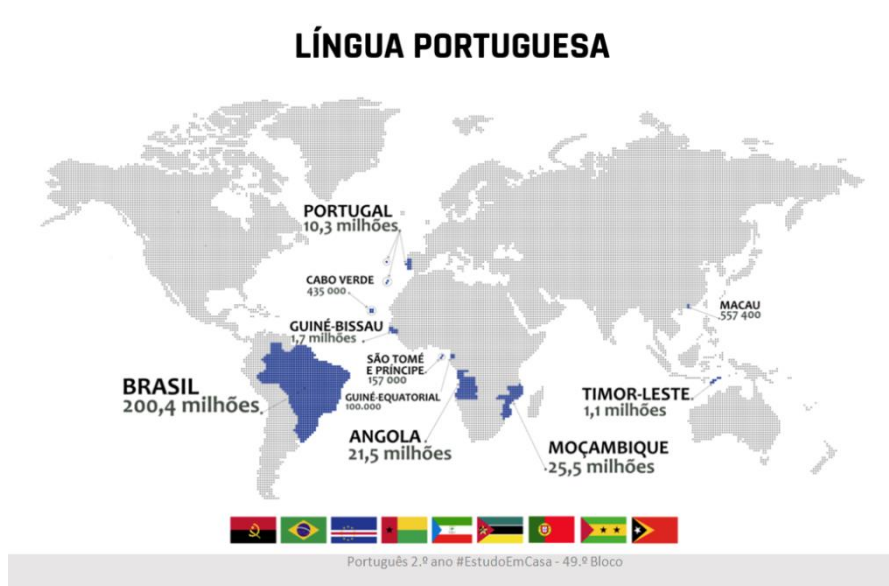 LÍNGUA PORTUGUESA
PORTUGAL
10,3 milhões
CABO VERDE
435 000
GUINÉ-BISSAU
1,7 milhões
SÃO TOMÉ
E PRÍNCIPE
157 000
GUINÉ-EQUATORIAL
100.000
BRASIL
200,4 milhões
ANGOLA
21,5 milhões
MOÇAMBIQUE
25,5 milhões
MACAU
557 400
TIMOR-LESTE
1,1 milhões
Português 2.º ano #EstudoEmCasa - 49.º Bloco